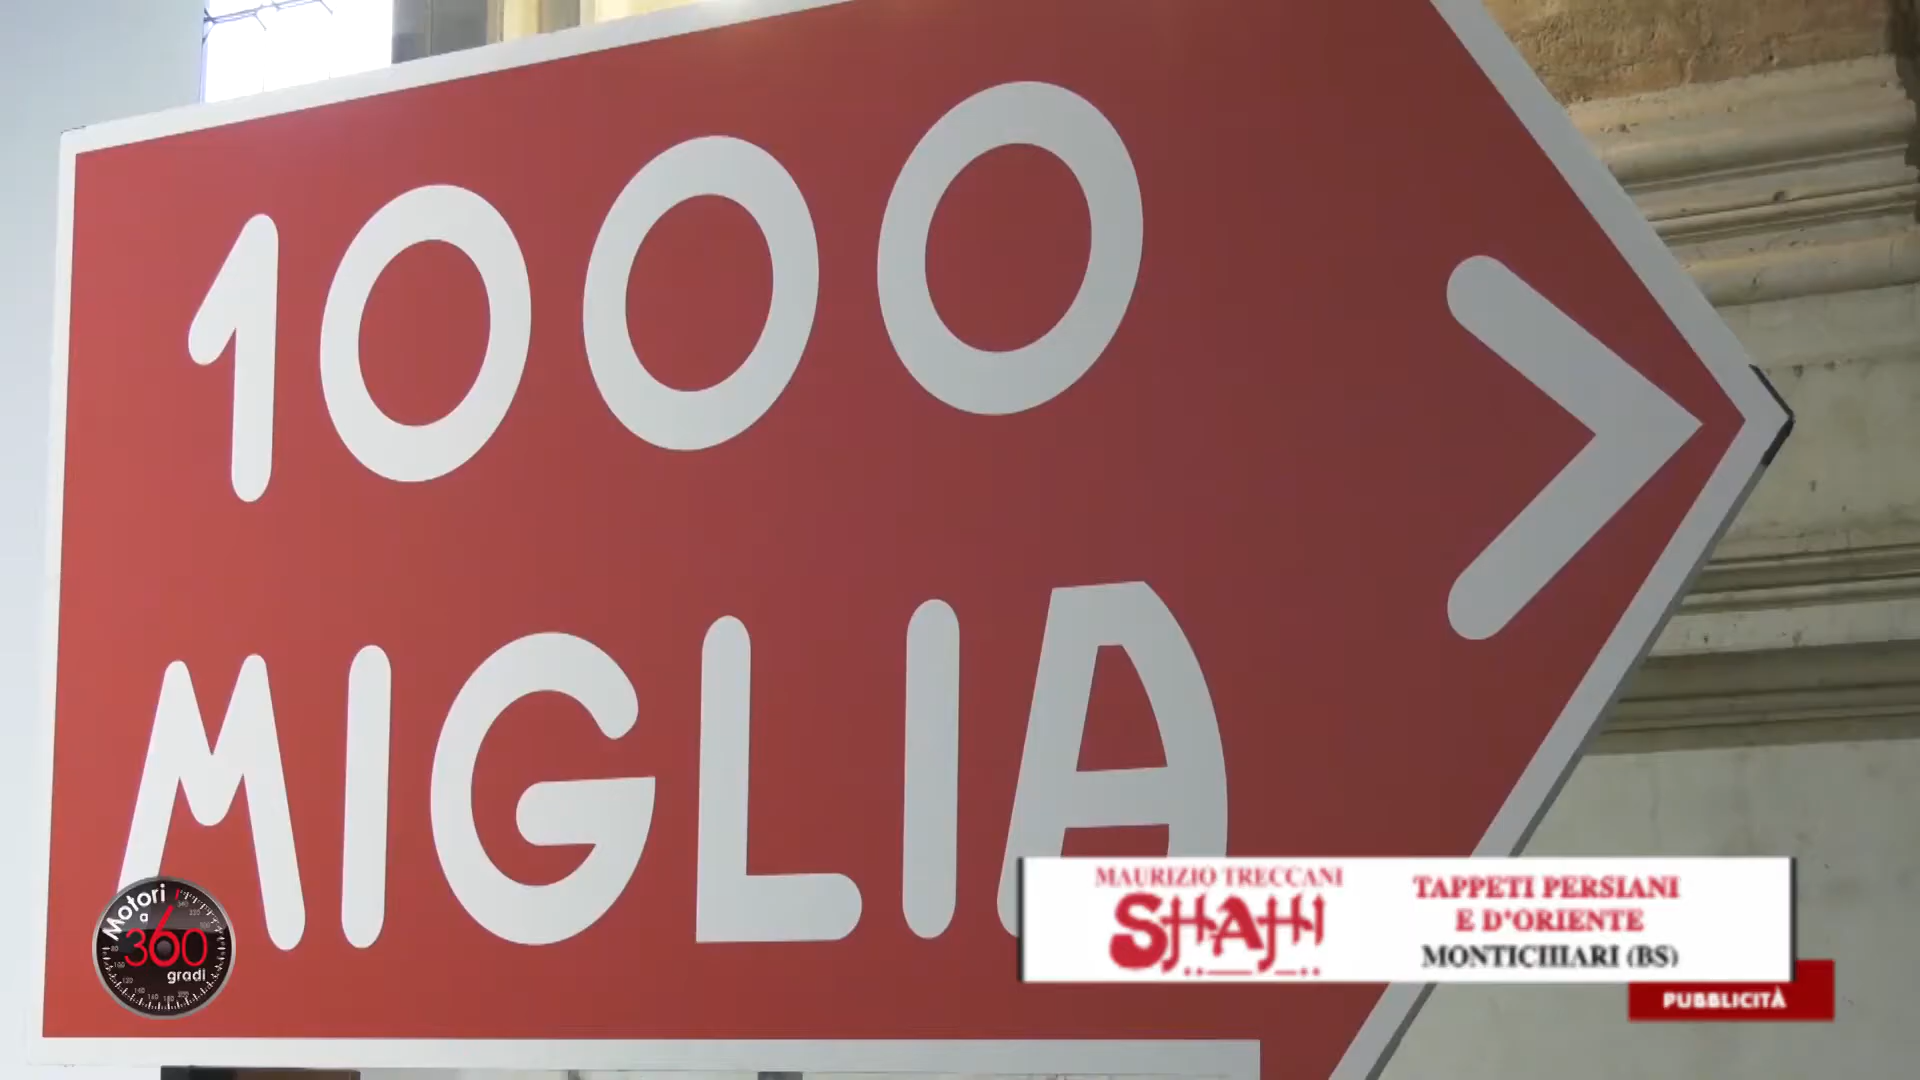 1000
MIGLIA
Motori
a
360
gradi
MAURIZIO TRECCANI
SHAH
TAPPETI PERSIANI
E D'ORIENTE
MONTICHIARI (BS)
PUBBLICITÀ